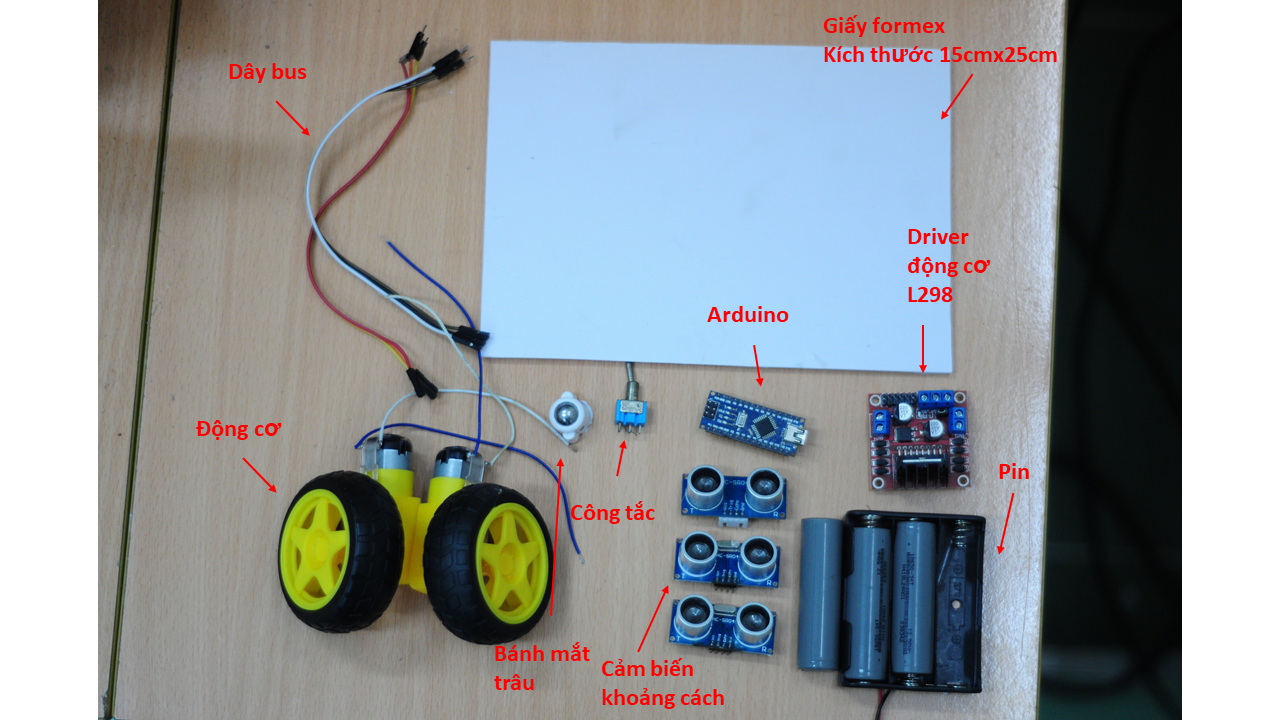 Giấy formex
Kích thước 15cmx25cm
Dây bus
Driver
động cơ
L298
Arduino
Động cơ
Pin
Công tắc
Bánh mắt
trâu
Cảm biến
khoảng cách